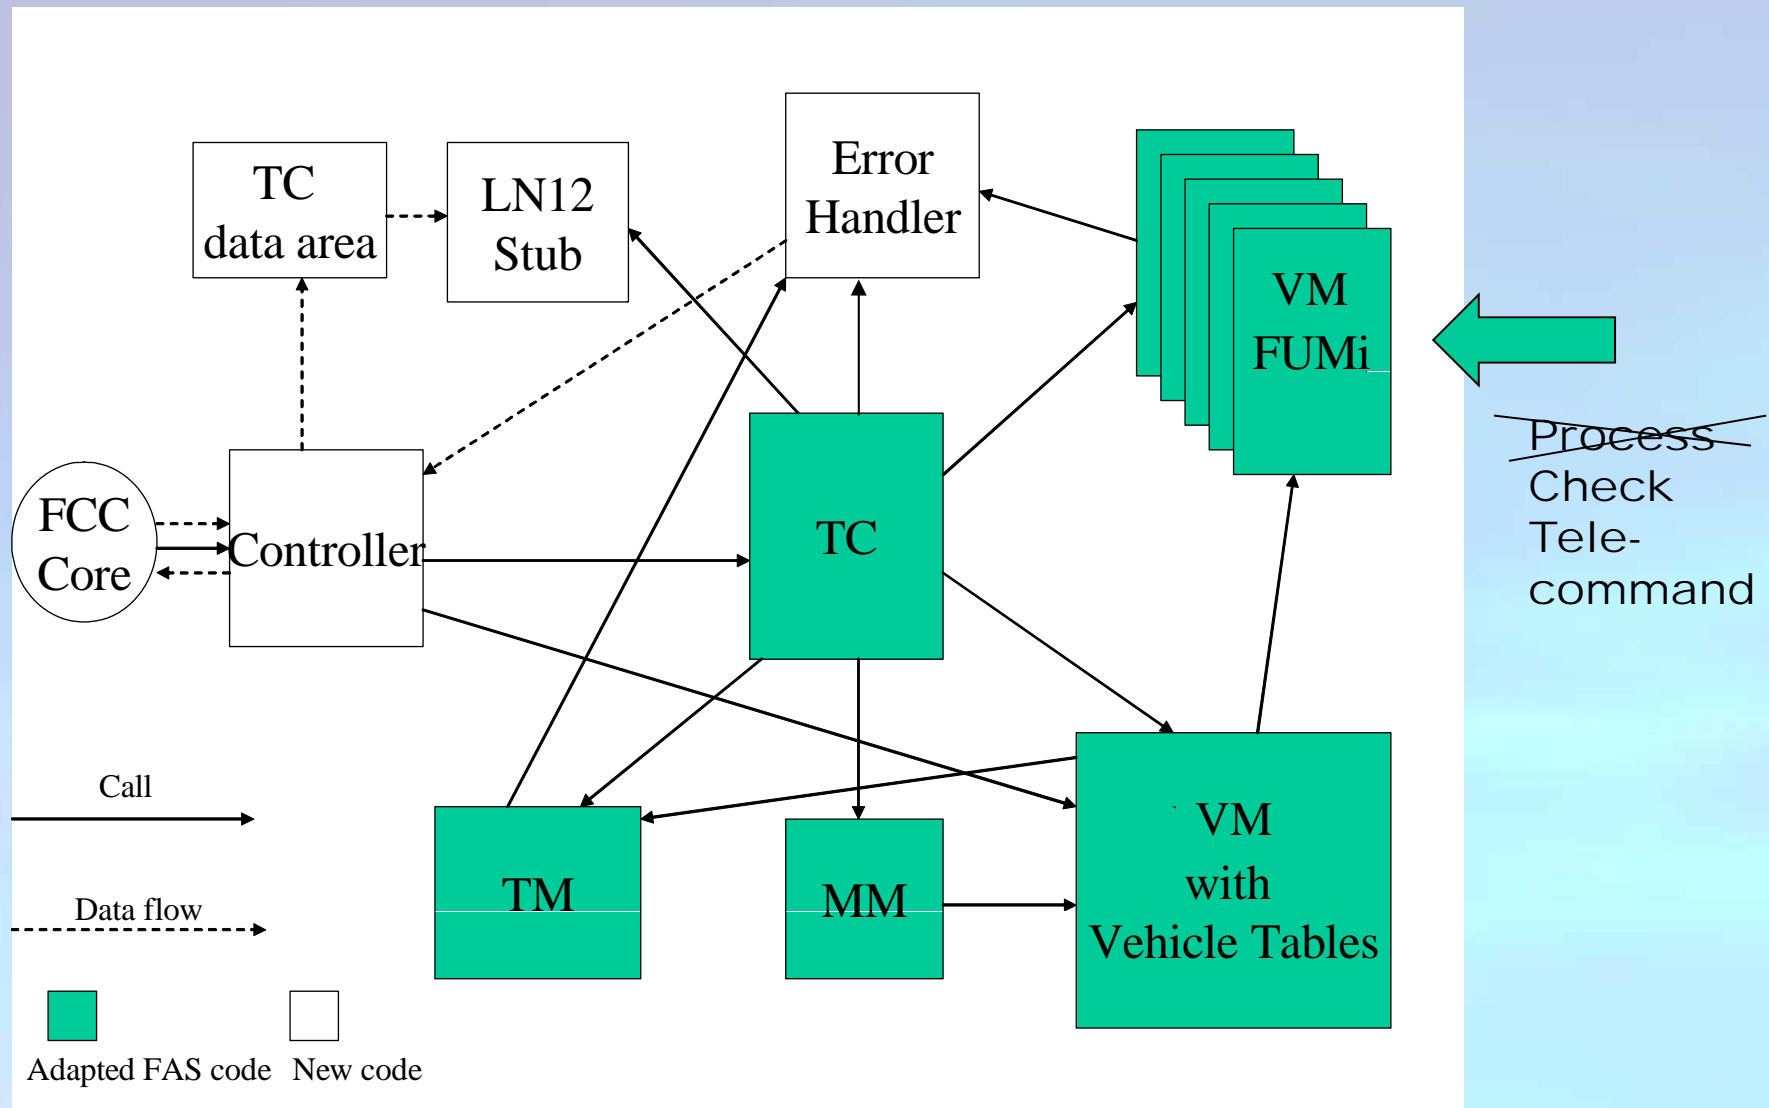 TC
data area
LN12
Stub
Error
Handler
VM
FUMi
Process
Check
Tele-
command
FCC
Core
Controller
TC
Call
Data flow
TM
MM
VM
with
Vehicle Tables
Adapted FAS code
New code